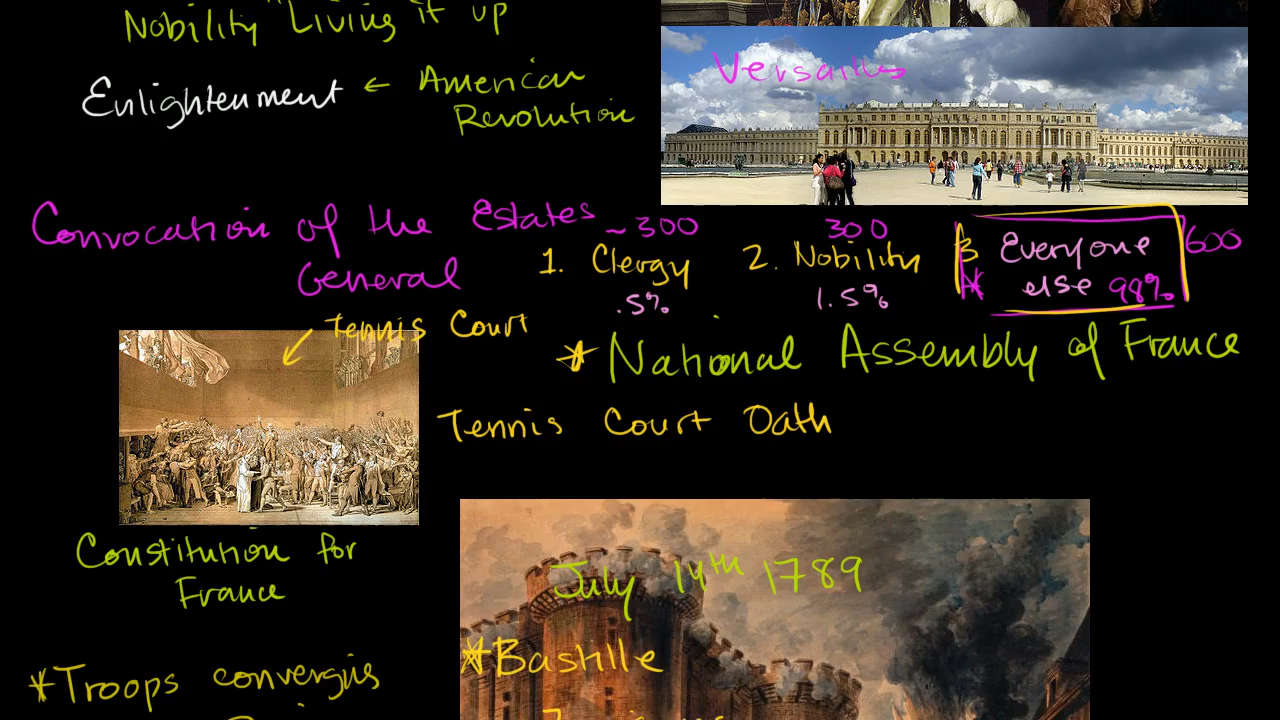 Nobility "Living it up
Versailles
Enlightenment ← American
Revolution
Convocation of the Estates
General
~300
300
600
1. Clergy
2. Nobility
3 Everyone
else 98%
.5%
1.5%
Tennis Court
* National Assembly of France
Tennis Court Oath
Constitution for
France
July 14th 1789
*Bastille
*Troops converging